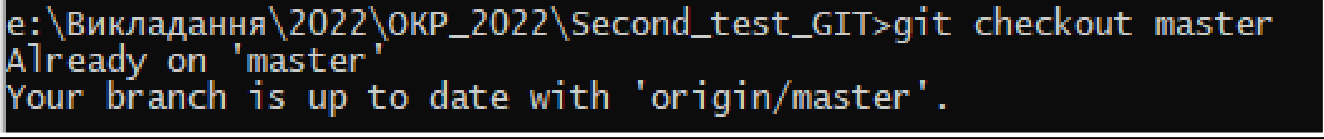 e:\Викладання\2022\ОКР_2022\Second_test_GIT>git checkout master
Already on 'master'
Your branch is up to date with 'origin/master'.